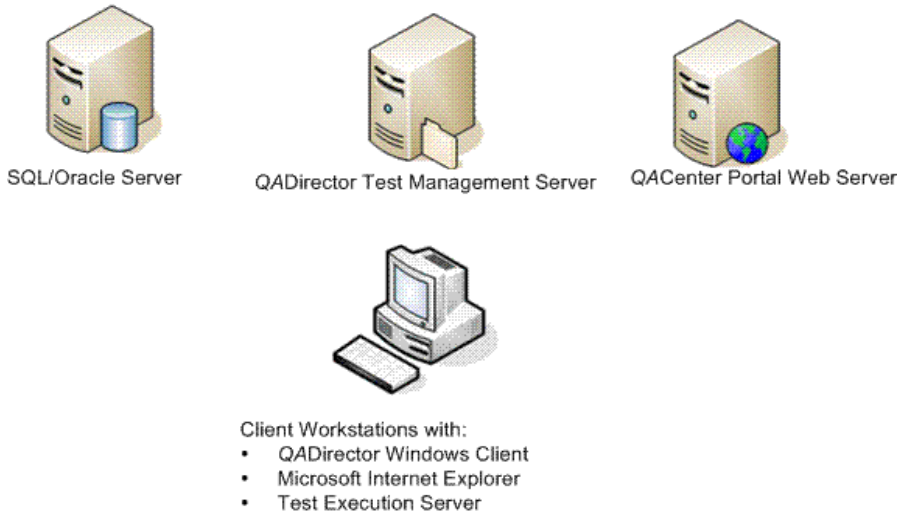 SQL/Oracle Server
QADirector Test Management Server
QACenter Portal Web Server
Client Workstations with:
• QADirector Windows Client
• Microsoft Internet Explorer
• Test Execution Server